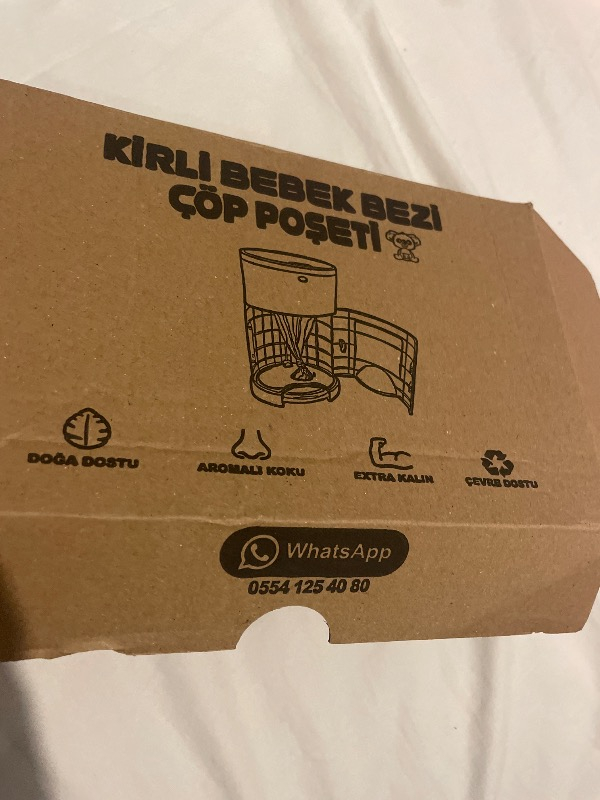 KİRLİ BEBEK BEZİ
ÇÖP POŞETİ
DOĞA DOSTU
AROMALI KOKU
EXTRA KALIN
ÇEVRE DOSTU
WhatsApp
0554 125 40 80